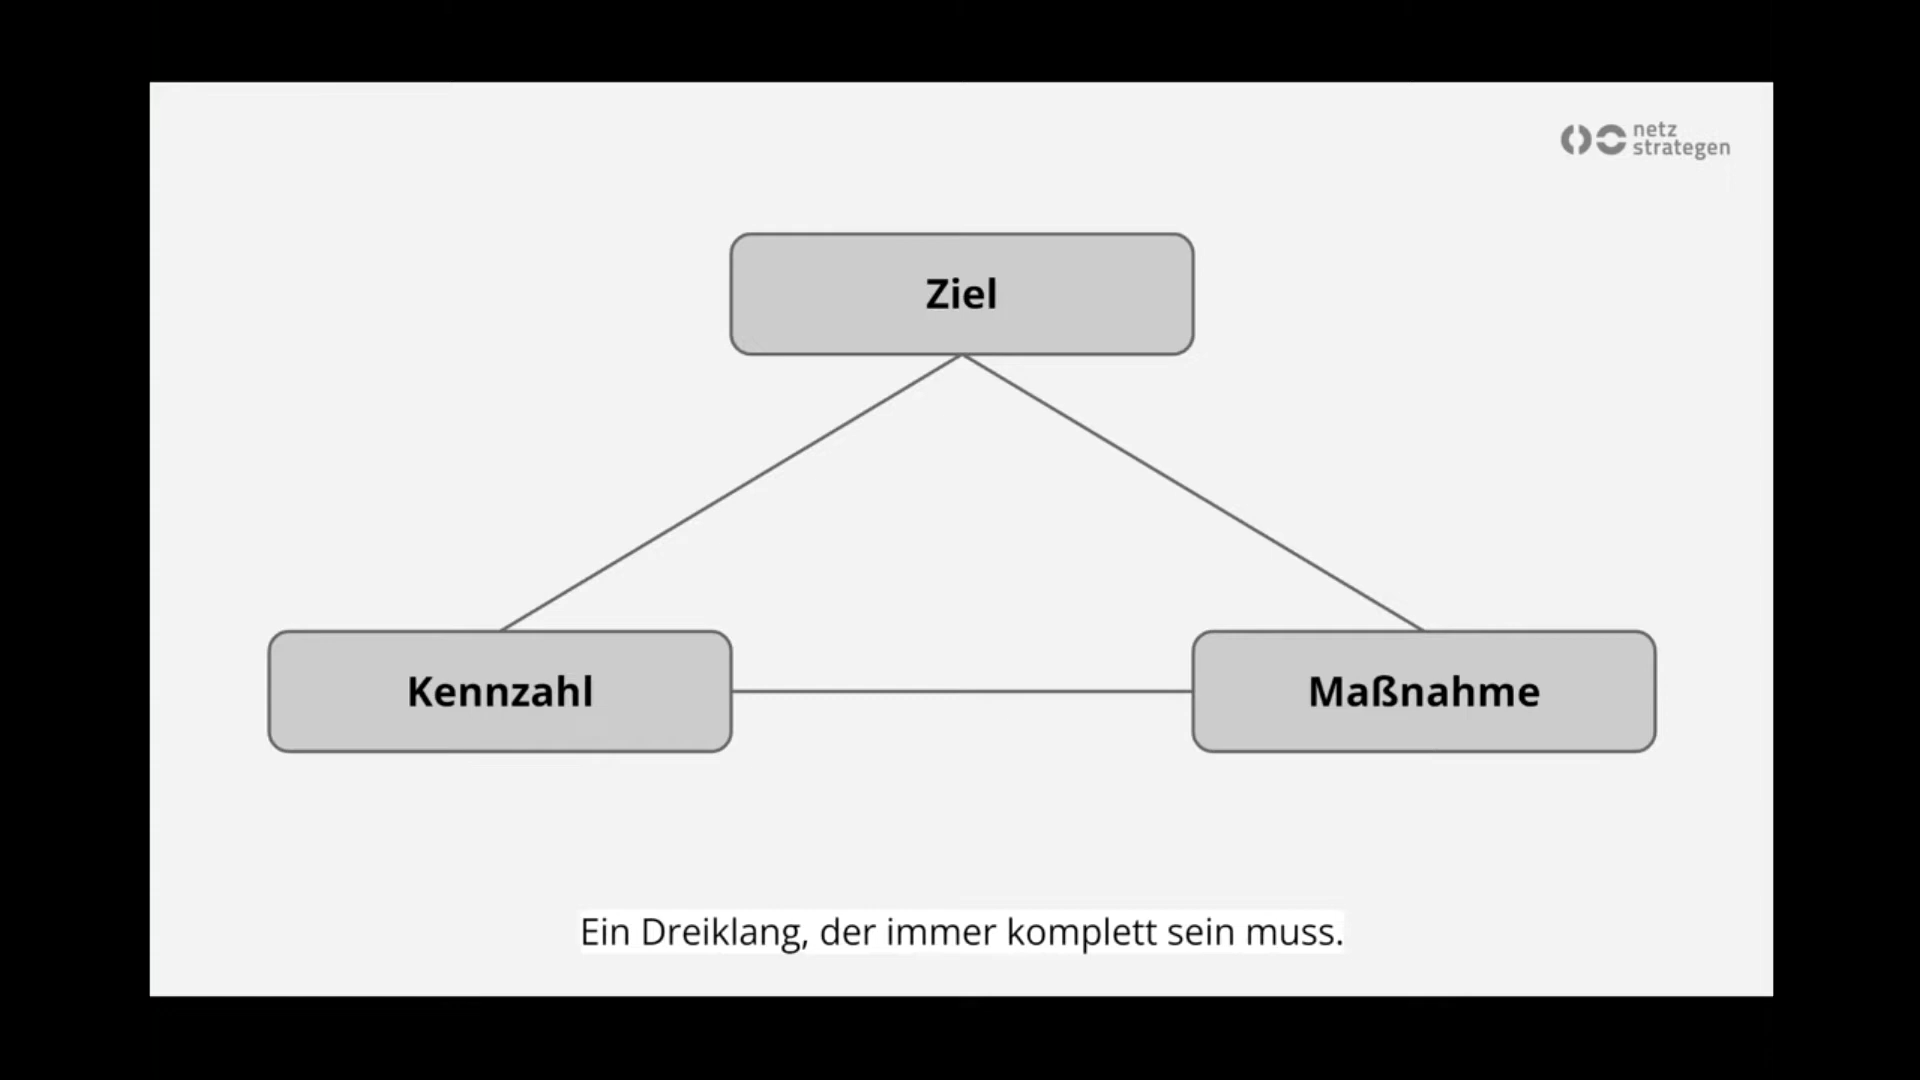 netz
strategen
Ziel
Kennzahl
Maßnahme
Ein Dreiklang, der immer komplett sein muss.